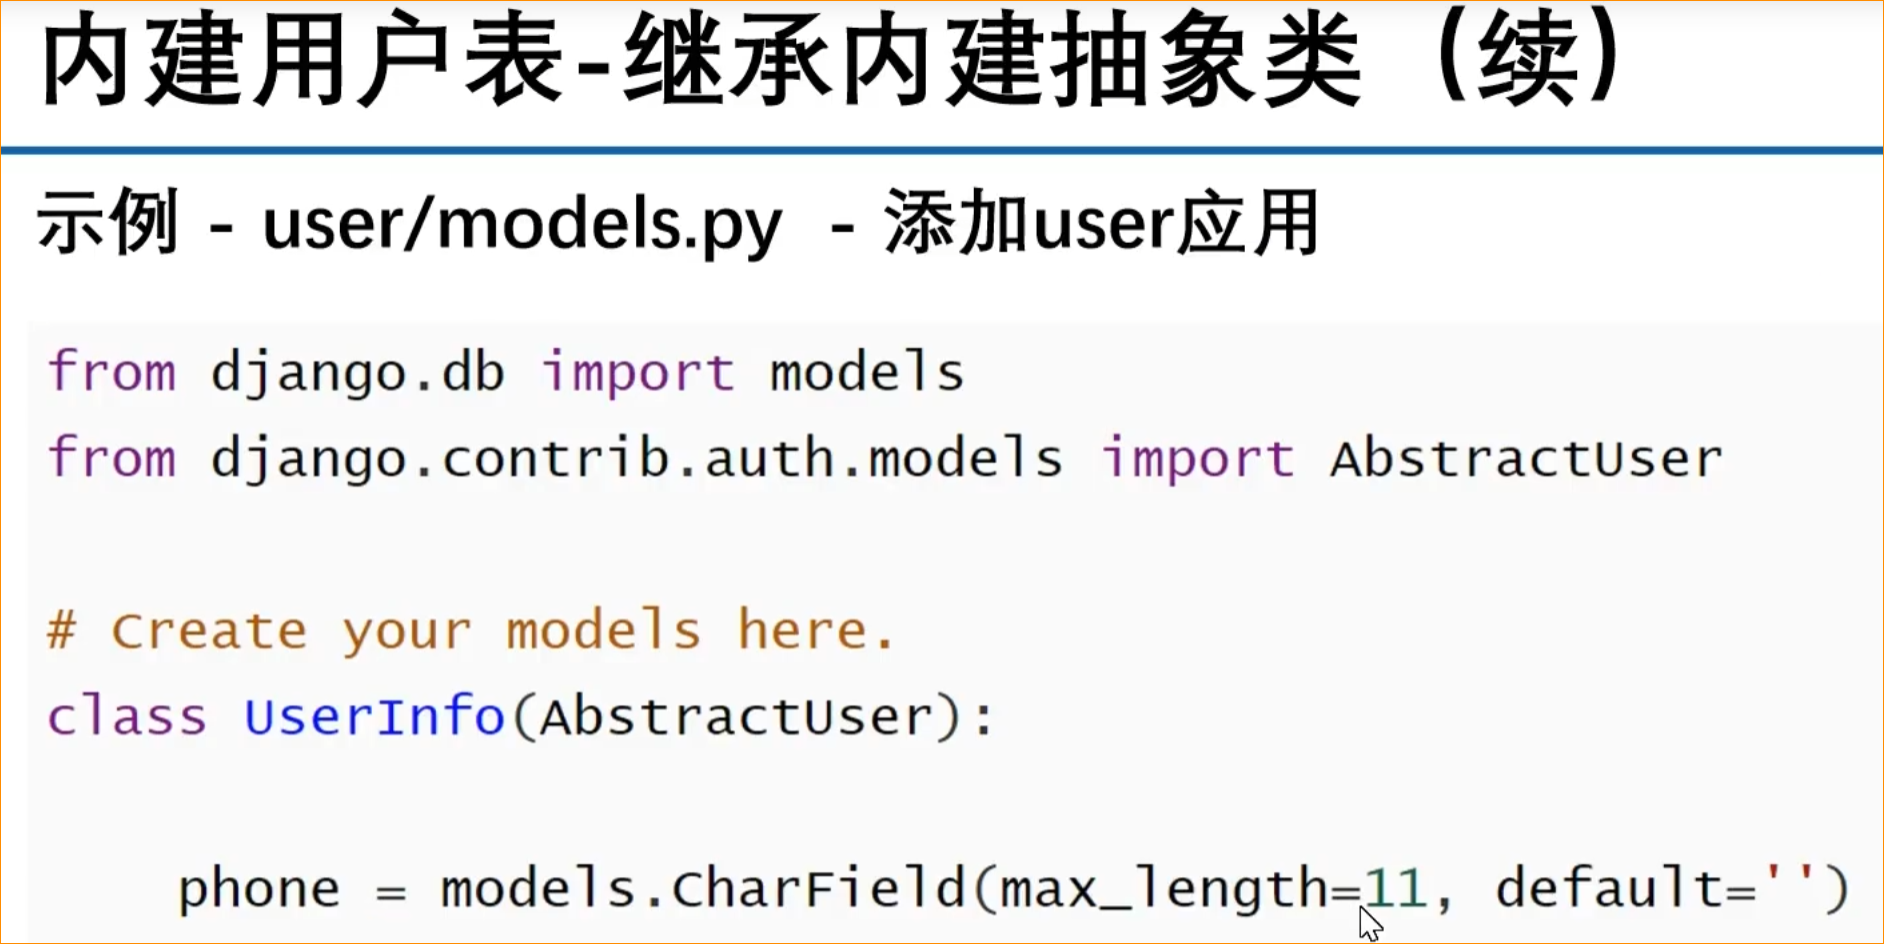 内建用户表-继承内建抽象类（续）
示例 - user/models.py - 添加user应用
from django.db import models
from django.contrib.auth.models import AbstractUser
# Create your models here.
class UserInfo(AbstractUser):
    phone = models.CharField(max_length=11, default='')